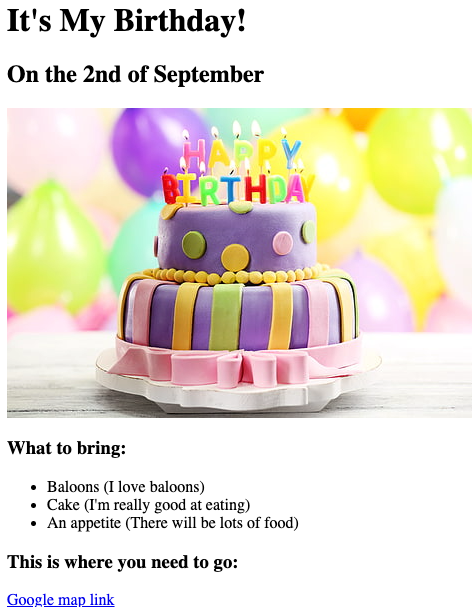 It's My Birthday!
On the 2nd of September
HAPPY
BIRTHDAY
What to bring:
Baloons (I love baloons)
Cake (I'm really good at eating)
An appetite (There will be lots of food)
This is where you need to go:
Google map link